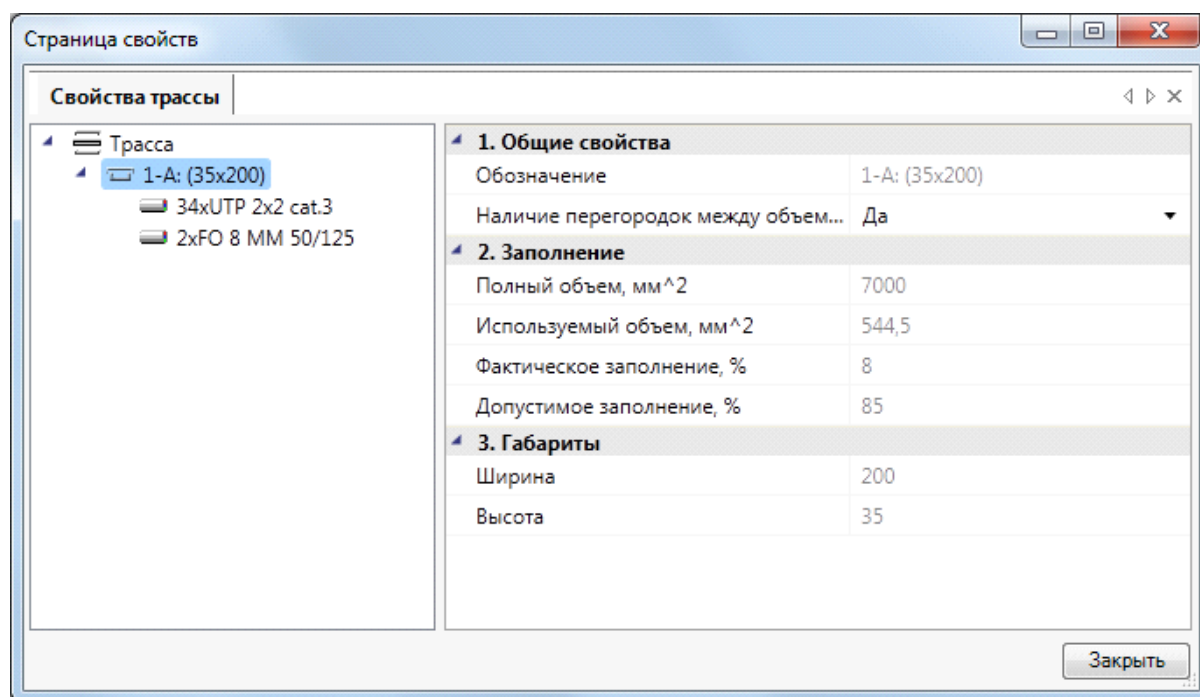 Страница свойств
Свойства трассы
Трасса
1-А: (35x200)
34xUTP 2x2 cat.3
2xFO 8 MM 50/125
1. Общие свойства
Обозначение 1-А: (35x200)
Наличие перегородок между объем... Да
2. Заполнение
Полный объем, мм^2 7000
Используемый объем, мм^2 544,5
Фактическое заполнение, % 8
Допустимое заполнение, % 85
3. Габариты
Ширина 200
Высота 35
Закрыть